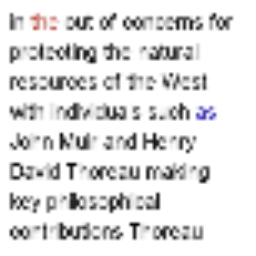 in the out of concerns for
protecting the natural
resources of the West
with individuals such as
John Muir and Henry
David Thoreau making
key philosophical
contributions Thoreau